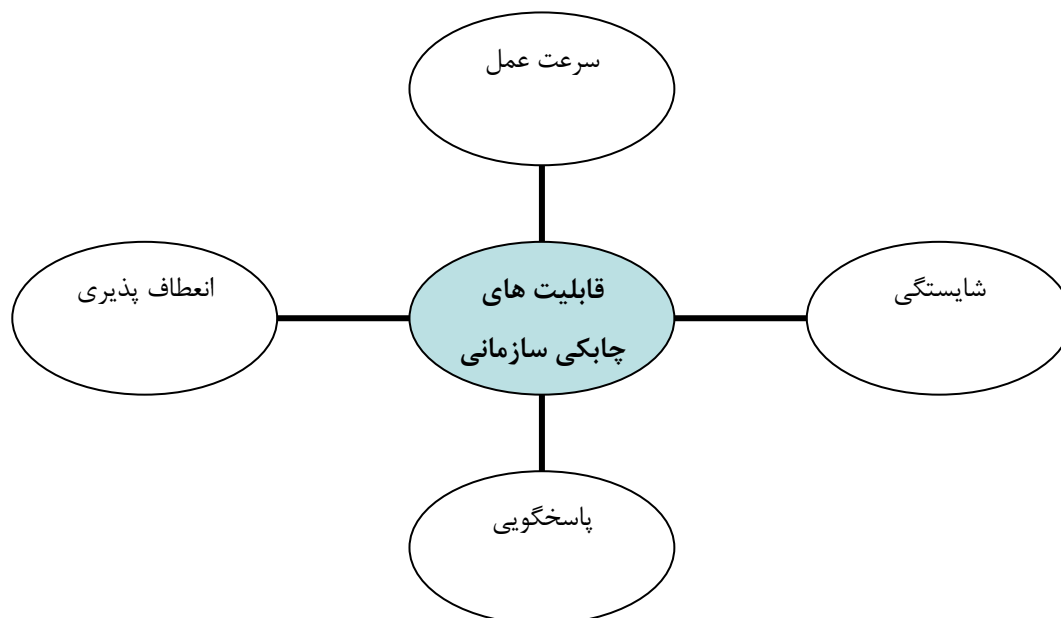 سرعت عمل
شایستگی
قابلیت های
چابکی سازمانی
انعطاف پذیری
پاسخگویی